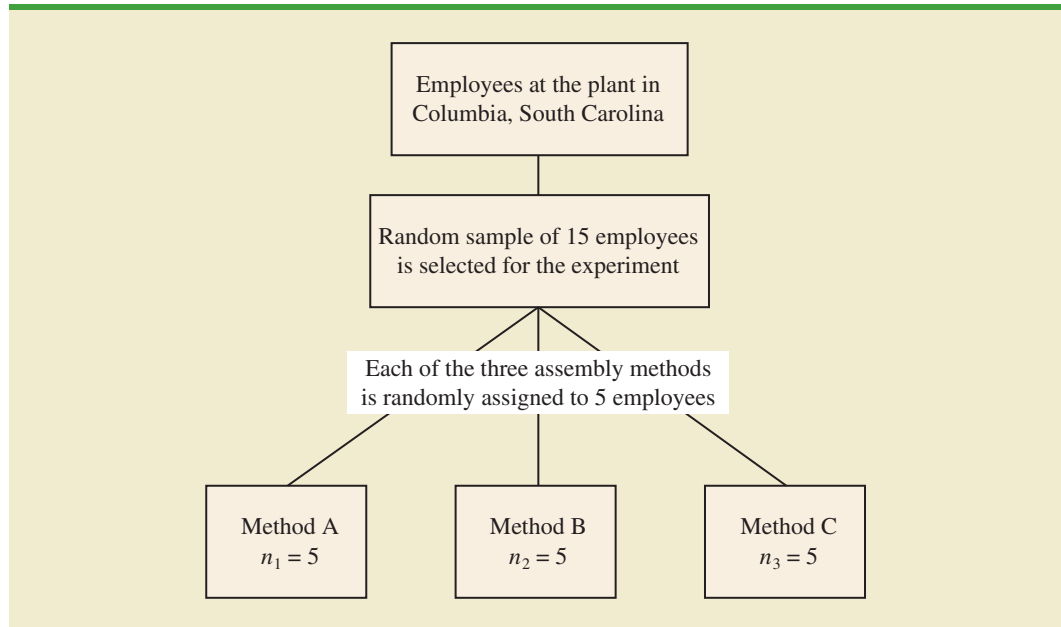 Employees at the plant in
Columbia, South Carolina
Random sample of 15 employees
is selected for the experiment
Each of the three assembly methods
is randomly assigned to 5 employees
Method A
n₁ = 5
Method B
n₂ = 5
Method C
n₃ = 5